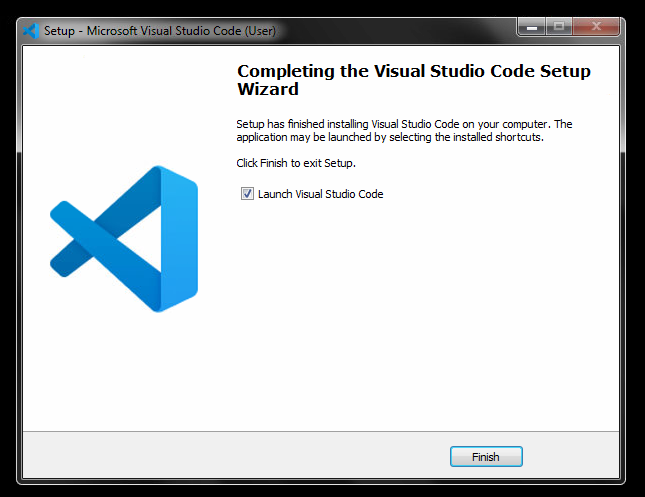 Setup - Microsoft Visual Studio Code (User)
Completing the Visual Studio Code Setup
Wizard
Setup has finished installing Visual Studio Code on your computer. The
application may be launched by selecting the installed shortcuts.
Click Finish to exit Setup.
Launch Visual Studio Code
Finish